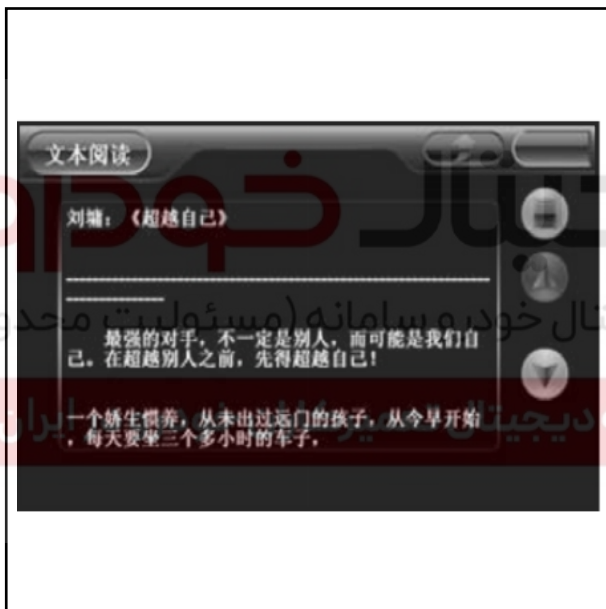 文本阅读
刘墉：《超越自己》
最强的对手，不一定是别人，而可能是我们自
己。在超越别人之前，先得超越自己！
一个娇生惯养，从未出过远门的孩子，从今早开始
，每天要坐三个多小时的车子，